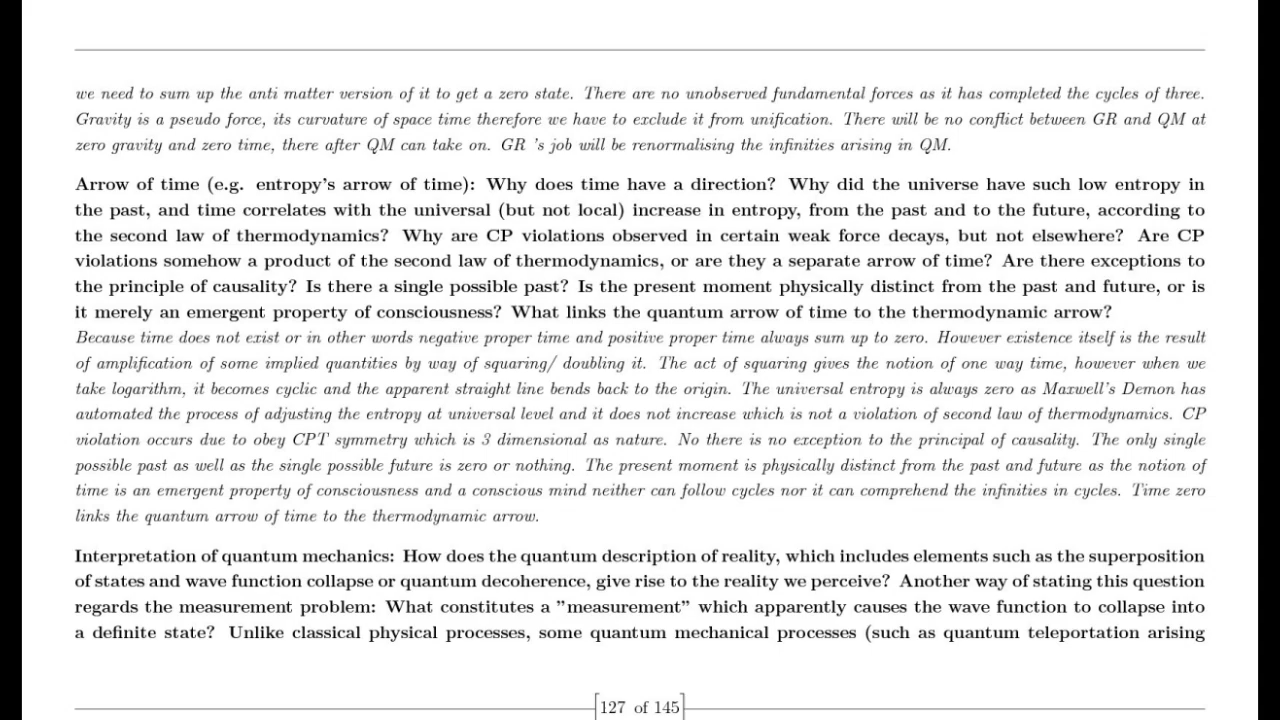 we need to sum up the anti matter version of it to get a zero state. There are no unobserved fundamental forces as it has completed the cycles of three.
Gravity is a pseudo force, its curvature of space time therefore we have to exclude it from unification. There will be no conflict between GR and QM at
zero gravity and zero time, there after QM can take on. GR 's job will be renormalising the infinities arising in QM.
Arrow of time (e.g. entropy's arrow of time): Why does time have a direction? Why did the universe have such low entropy in
the past, and time correlates with the universal (but not local) increase in entropy, from the past and to the future, according to
the second law of thermodynamics? Why are CP violations observed in certain weak force decays, but not elsewhere? Are CP
violations somehow a product of the second law of thermodynamics, or are they a separate arrow of time? Are there exceptions to
the principle of causality? Is there a single possible past? Is the present moment physically distinct from the past and future, or is
it merely an emergent property of consciousness? What links the quantum arrow of time to the thermodynamic arrow?
Because time does not exist or in other words negative proper time and positive proper time always sum up to zero. However existence itself is the result
of amplification of some implied quantities by way of squaring/ doubling it. The act of squaring gives the notion of one way time, however when we
take logarithm, it becomes cyclic and the apparent straight line bends back to the origin. The universal entropy is always zero as Maxwell's Demon has
automated the process of adjusting the entropy at universal level and it does not increase which is not a violation of second law of thermodynamics. CP
violation occurs due to obey CPT symmetry which is 3 dimensional as nature. No there is no exception to the principal of causality. The only single
possible past as well as the single possible future is zero or nothing. The present moment is physically distinct from the past and future as the notion of
time is an emergent property of consciousness and a conscious mind neither can follow cycles nor it can comprehend the infinities in cycles. Time zero
links the quantum arrow of time to the thermodynamic arrow.
Interpretation of quantum mechanics: How does the quantum description of reality, which includes elements such as the superposition
of states and wave function collapse or quantum decoherence, give rise to the reality we perceive? Another way of stating this question
regards the measurement problem: What constitutes a "measurement" which apparently causes the wave function to collapse into
a definite state? Unlike classical physical processes, some quantum mechanical processes (such as quantum teleportation arising
[127 of 145]